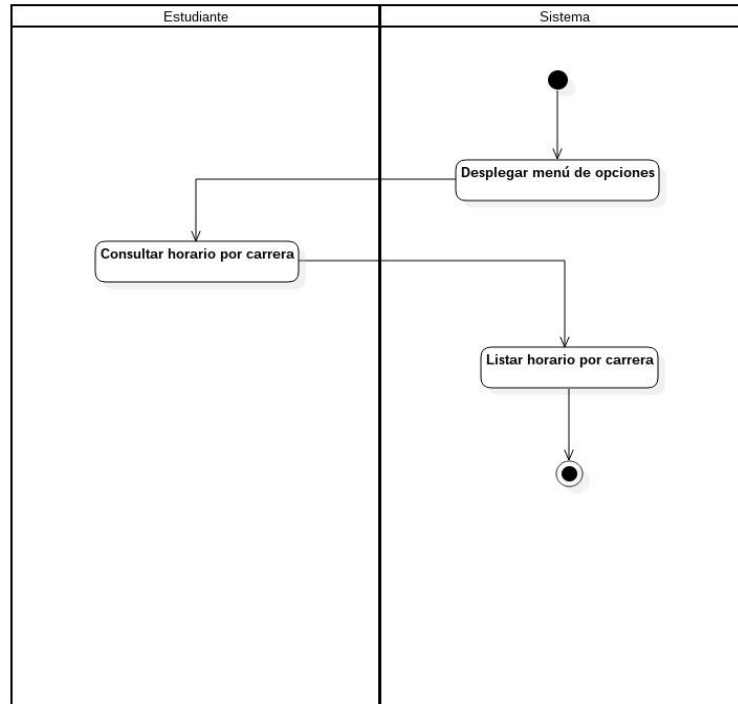 Estudiante
Sistema
Desplegar menú de opciones
Consultar horario por carrera
Listar horario por carrera